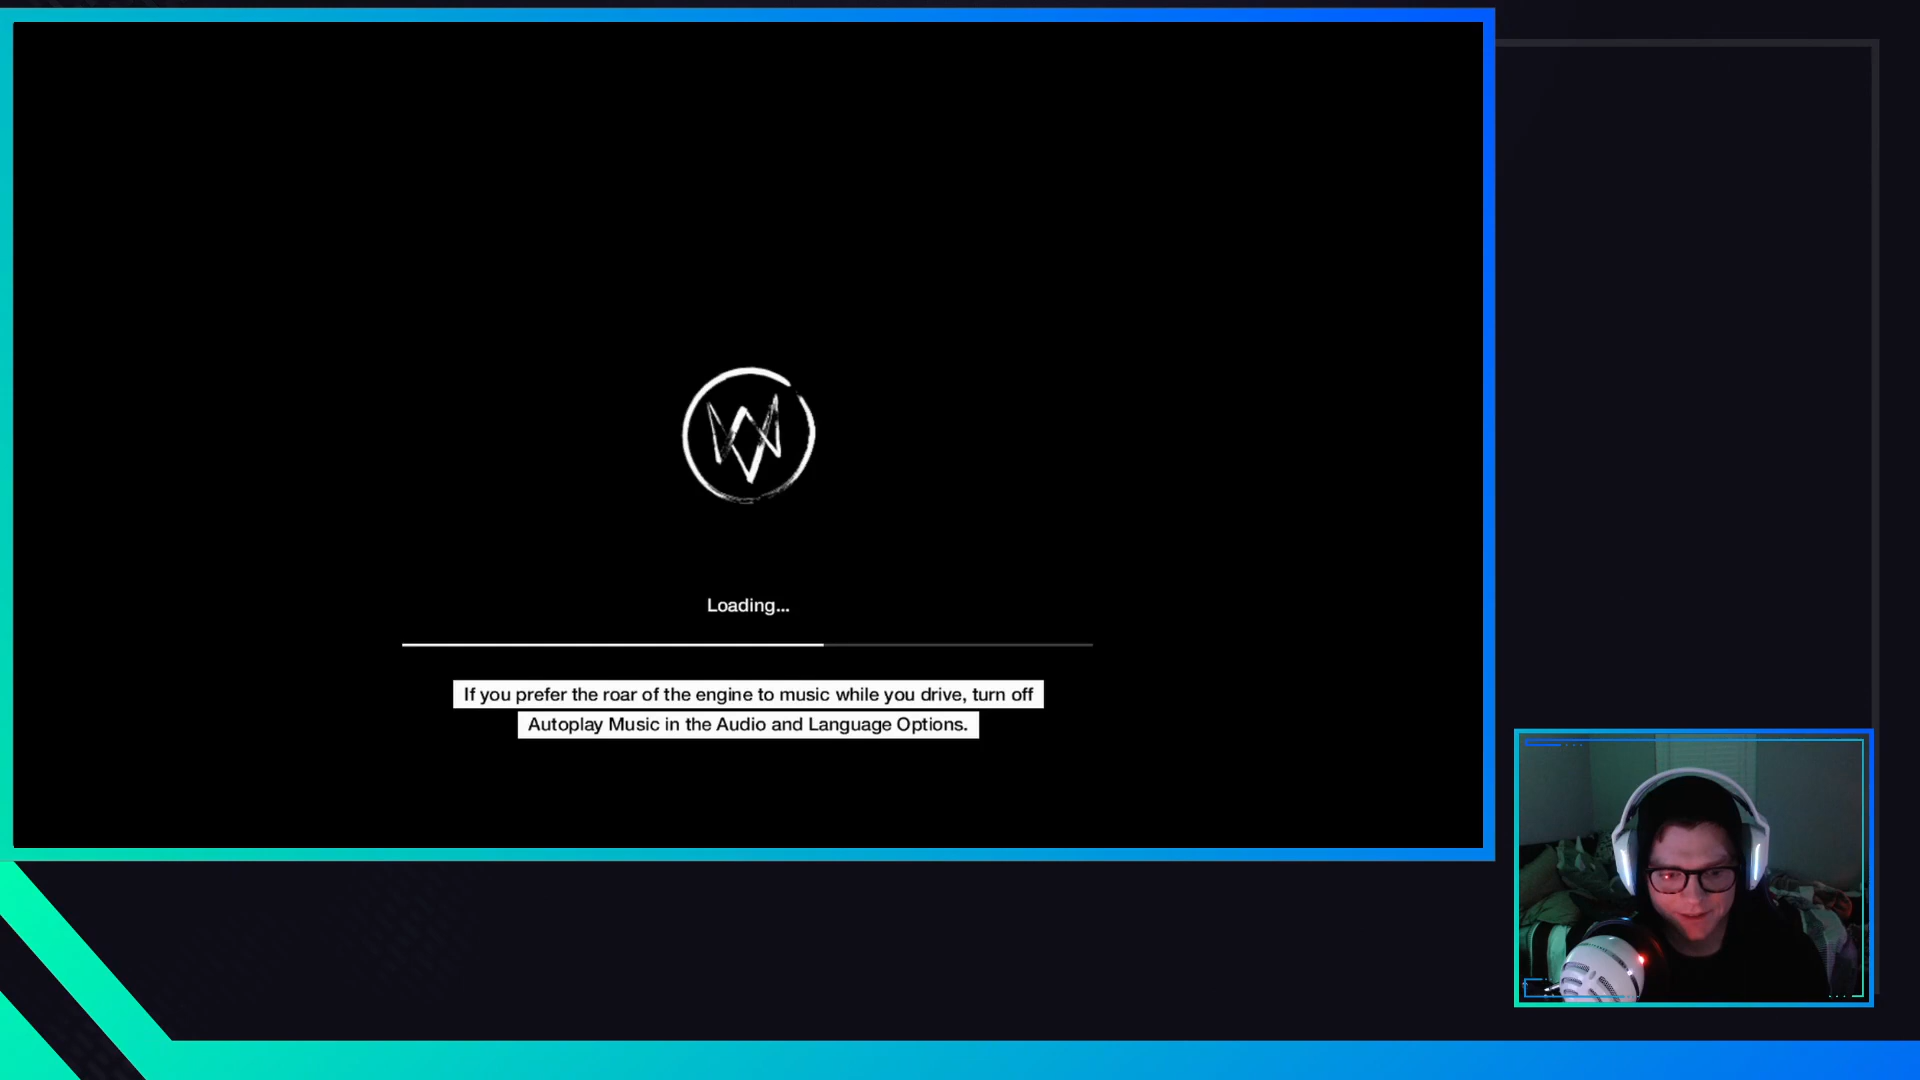 Loading...
If you prefer the roar of the engine to music while you drive, turn off
Autoplay Music in the Audio and Language Options.